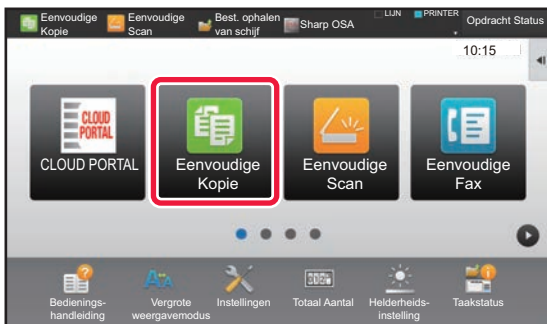 Eenvoudige
Kopie
Eenvoudige
Scan
Best. ophalen
van schijf
Sharp OSA
LIJN
PRINTER
Opdracht Status
10:15
CLOUD
PORTAL
CLOUD PORTAL
Eenvoudige
Kopie
Eenvoudige
Scan
Eenvoudige
Fax
Bedienings-
handleiding
Vergrote
weergavemodus
Instellingen
Totaal Aantal
Helderheids-
instelling
Taakstatus